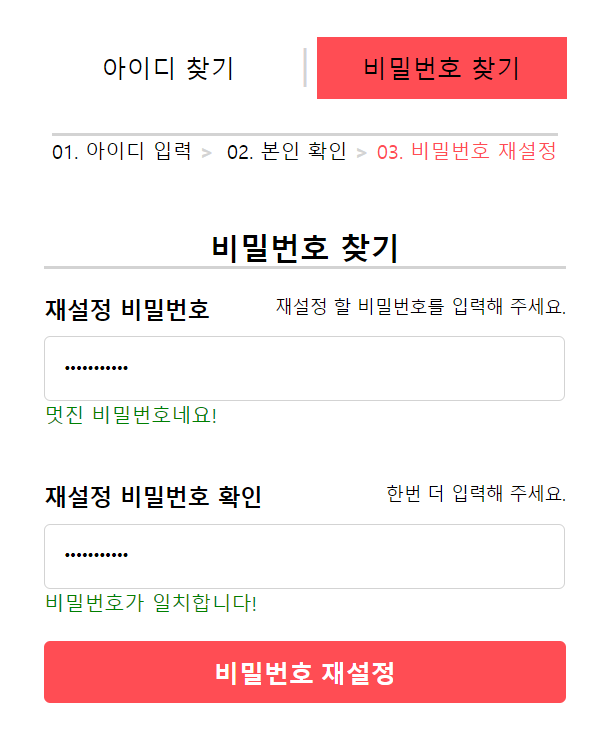 아이디 찾기 | 비밀번호 찾기
01. 아이디 입력 > 02. 본인 확인 > 03. 비밀번호 재설정
비밀번호 찾기
재설정 비밀번호 재설정 할 비밀번호를 입력해 주세요.
•••••••••••
멋진 비밀번호네요!
재설정 비밀번호 확인 한번 더 입력해 주세요.
•••••••••••
비밀번호가 일치합니다!
비밀번호 재설정